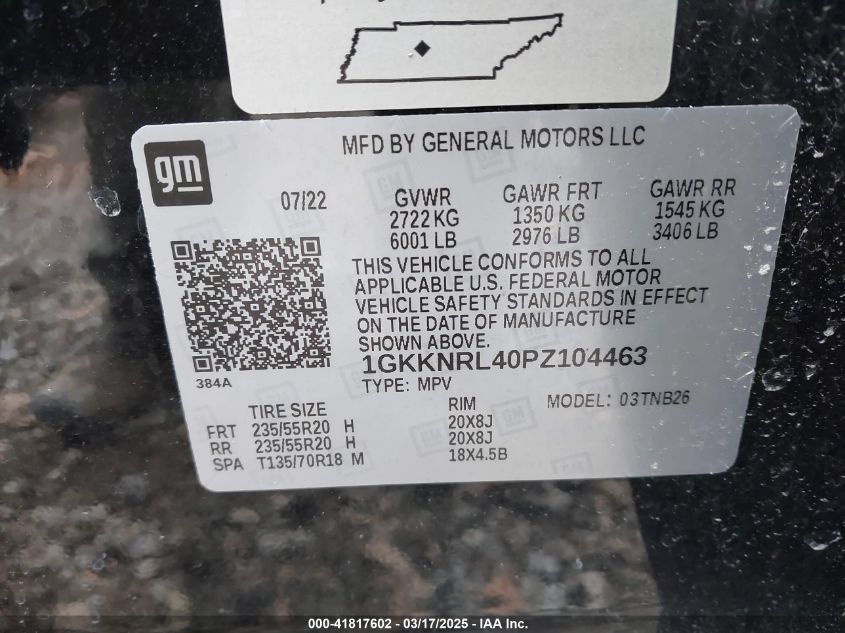 gm
MFD BY GENERAL MOTORS LLC
07/22 GVWR GAWR FRT GAWR RR
2722 KG 1350 KG 1545 KG
6001 LB 2976 LB 3406 LB
THIS VEHICLE CONFORMS TO ALL
APPLICABLE U.S. FEDERAL MOTOR
VEHICLE SAFETY STANDARDS IN EFFECT
ON THE DATE OF MANUFACTURE
SHOWN ABOVE.
1GKKNRL40PZ104463
384A
TYPE: MPV
MODEL: 03TNB26
TIRE SIZE RIM
FRT 235/55R20 H 20X8J
RR 235/55R20 H 20X8J
SPA T135/70R18 M 18X4.5B
000-41817602 - 03/17/2025 - IAA Inc.